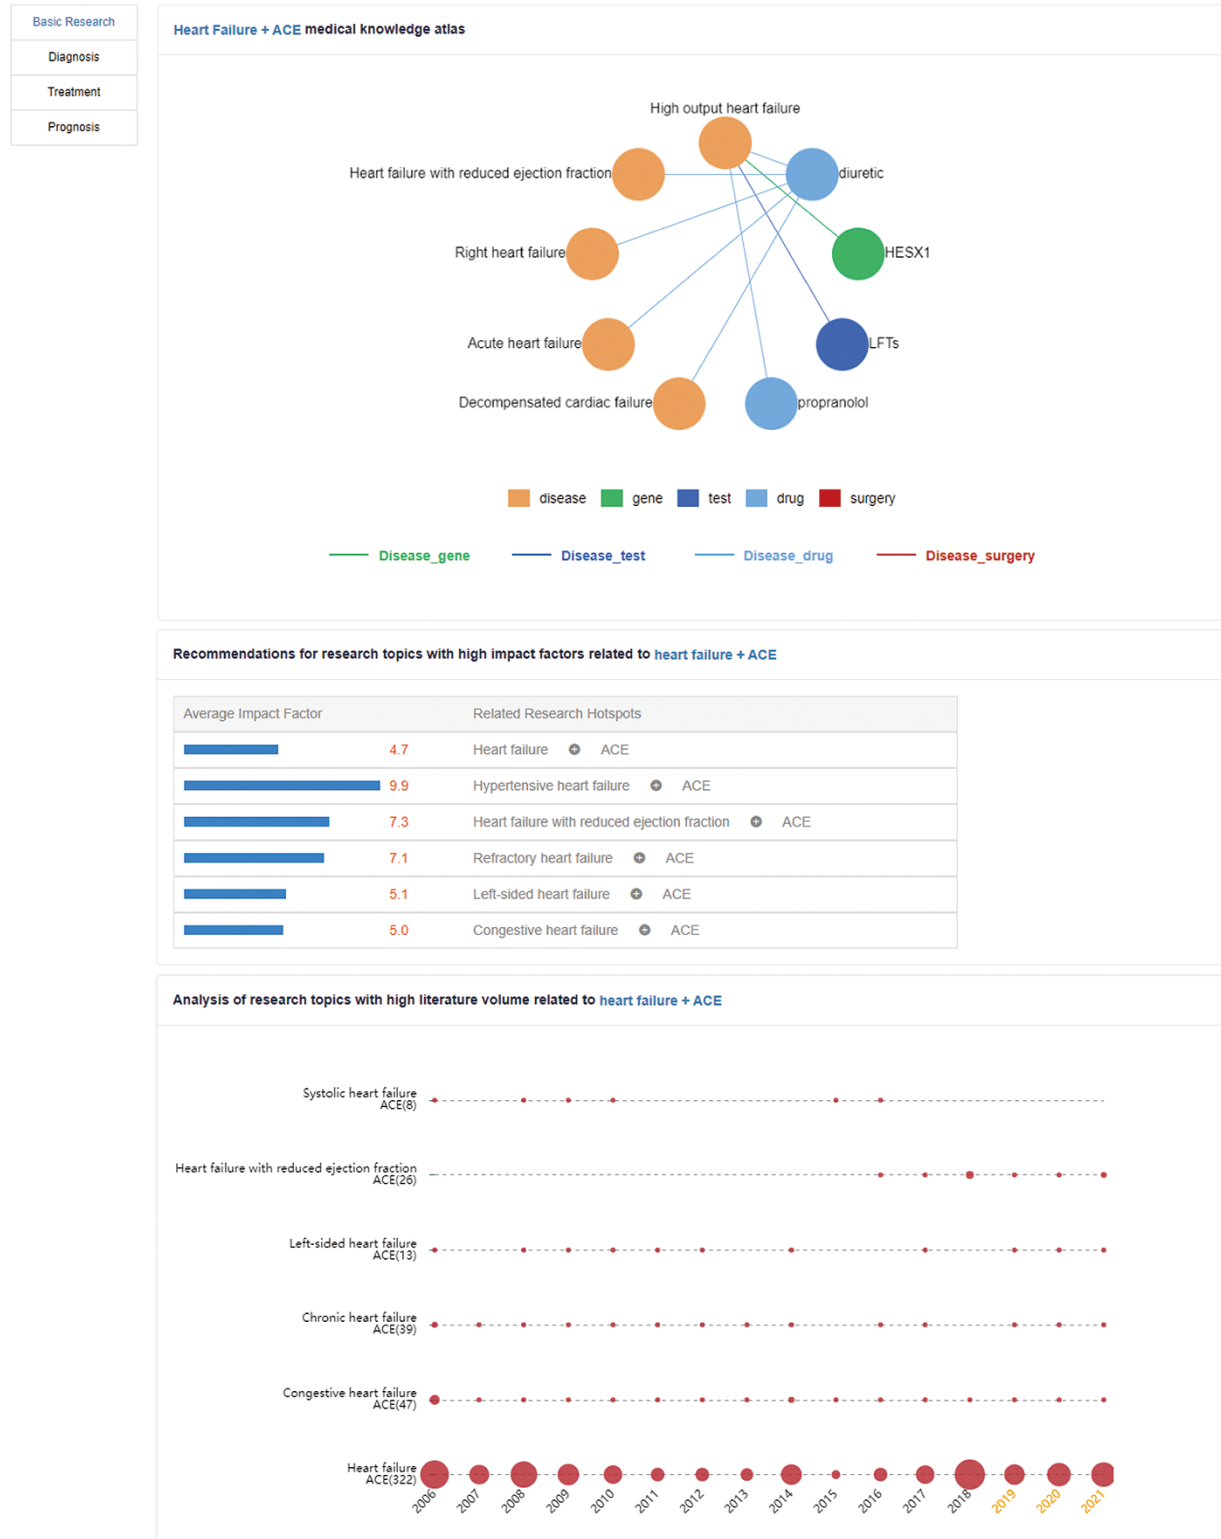 Basic Research
Diagnosis
Treatment
Prognosis
Heart Failure + ACE medical knowledge atlas
High output heart failure
Heart failure with reduced ejection fraction
diuretic
Right heart failure
HESX1
Acute heart failure
LFTs
Decompensated cardiac failure
propranolol
disease gene test drug surgery
Disease_gene Disease_test Disease_drug Disease_surgery
Recommendations for research topics with high impact factors related to heart failure + ACE
Average Impact Factor Related Research Hotspots
4.7 Heart failure ACE
9.9 Hypertensive heart failure ACE
7.3 Heart failure with reduced ejection fraction ACE
7.1 Refractory heart failure ACE
5.1 Left-sided heart failure ACE
5.0 Congestive heart failure ACE
Analysis of research topics with high literature volume related to heart failure + ACE
Systolic heart failure
ACE(8)
Heart failure with reduced ejection fraction
ACE(26)
Left-sided heart failure
ACE(13)
Chronic heart failure
ACE(39)
Congestive heart failure
ACE(47)
Heart failure
ACE(322)
2006 2007 2008 2009 2010 2011 2012 2013 2014 2015 2016 2017 2018 2019 2020 2021